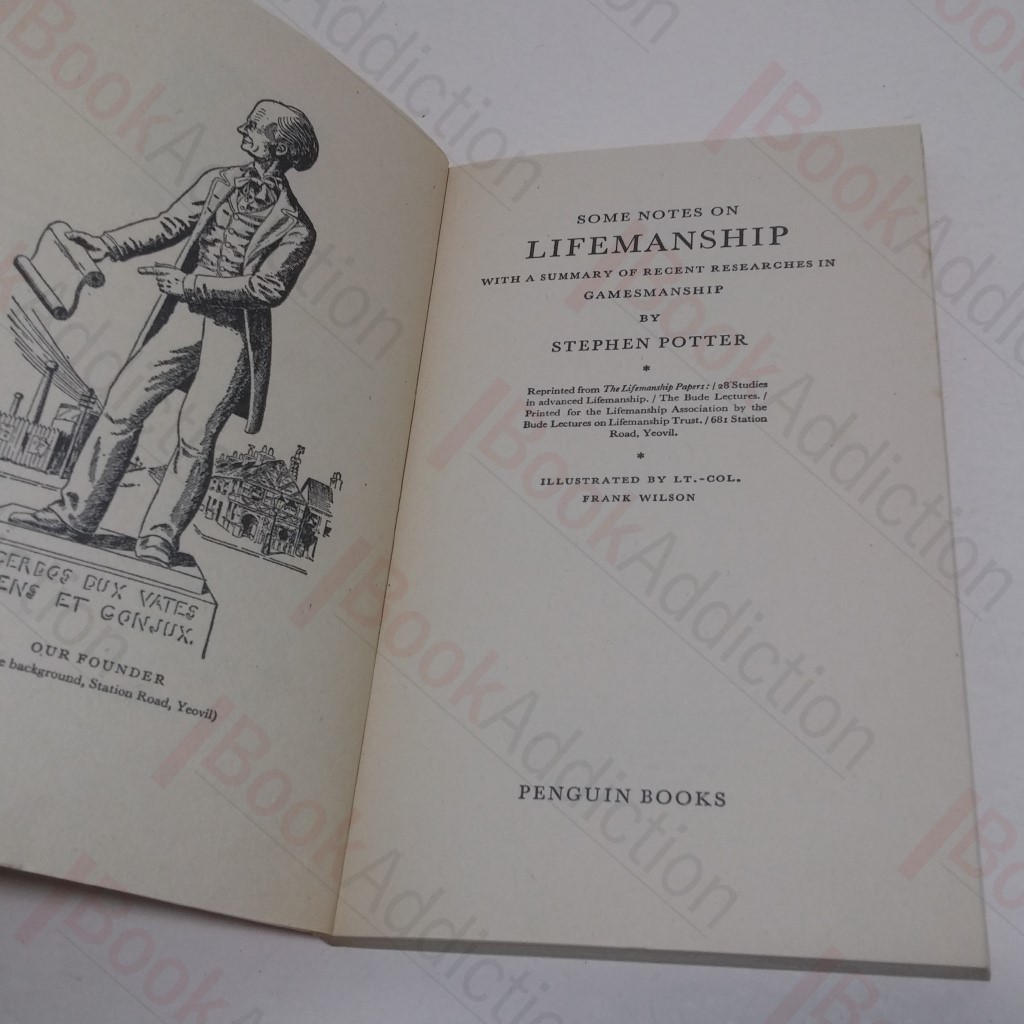 DUX VATES
ENS ET CONJUX.
OUR FOUNDER
background, Station Road, Yeovil)
SOME NOTES ON
LIFEMANSHIP
WITH A SUMMARY OF RECENT RESEARCHES IN
GAMESMANSHIP
BY
STEPHEN POTTER
*
Reprinted from The Lifemanship Papers: / 28 Studies
in advanced Lifemanship. / The Bude Lectures. /
Printed for the Lifemanship Association by the
Bude Lectures on Lifemanship Trust. / 681 Station
Road, Yeovil.
*
ILLUSTRATED BY LT.-COL.
FRANK WILSON
PENGUIN BOOKS
BookAddiction